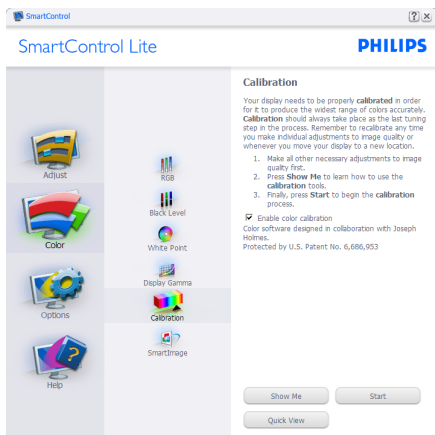 SmartControl
SmartControl Lite
PHILIPS
Adjust
Color
Options
Help
RGB
Black Level
White Point
Display Gamma
Calibration
SmartImage
Calibration
Your display needs to be properly calibrated in order
for it to produce the widest range of colors accurately.
Calibration should always take place as the last tuning
step in the process. Remember to recalibrate any time
you make individual adjustments to image quality or
whenever you move your display to a new location.
1. Make all other necessary adjustments to image
quality first.
2. Press Show Me to learn how to use the
calibration tools.
3. Finally, press Start to begin the calibration
process.
Enable color calibration
Color software designed in collaboration with Joseph
Holmes.
Protected by U.S. Patent No. 6,686,953
Show Me
Start
Quick View